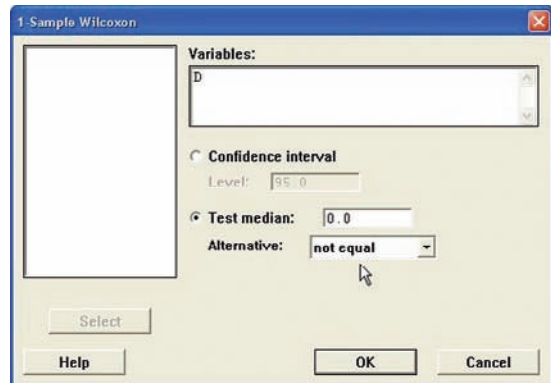 1-Sample Wilcoxon
Variables:
D
Confidence interval
Level: 95.0
Test median: 0.0
Alternative: not equal
Select
Help OK Cancel